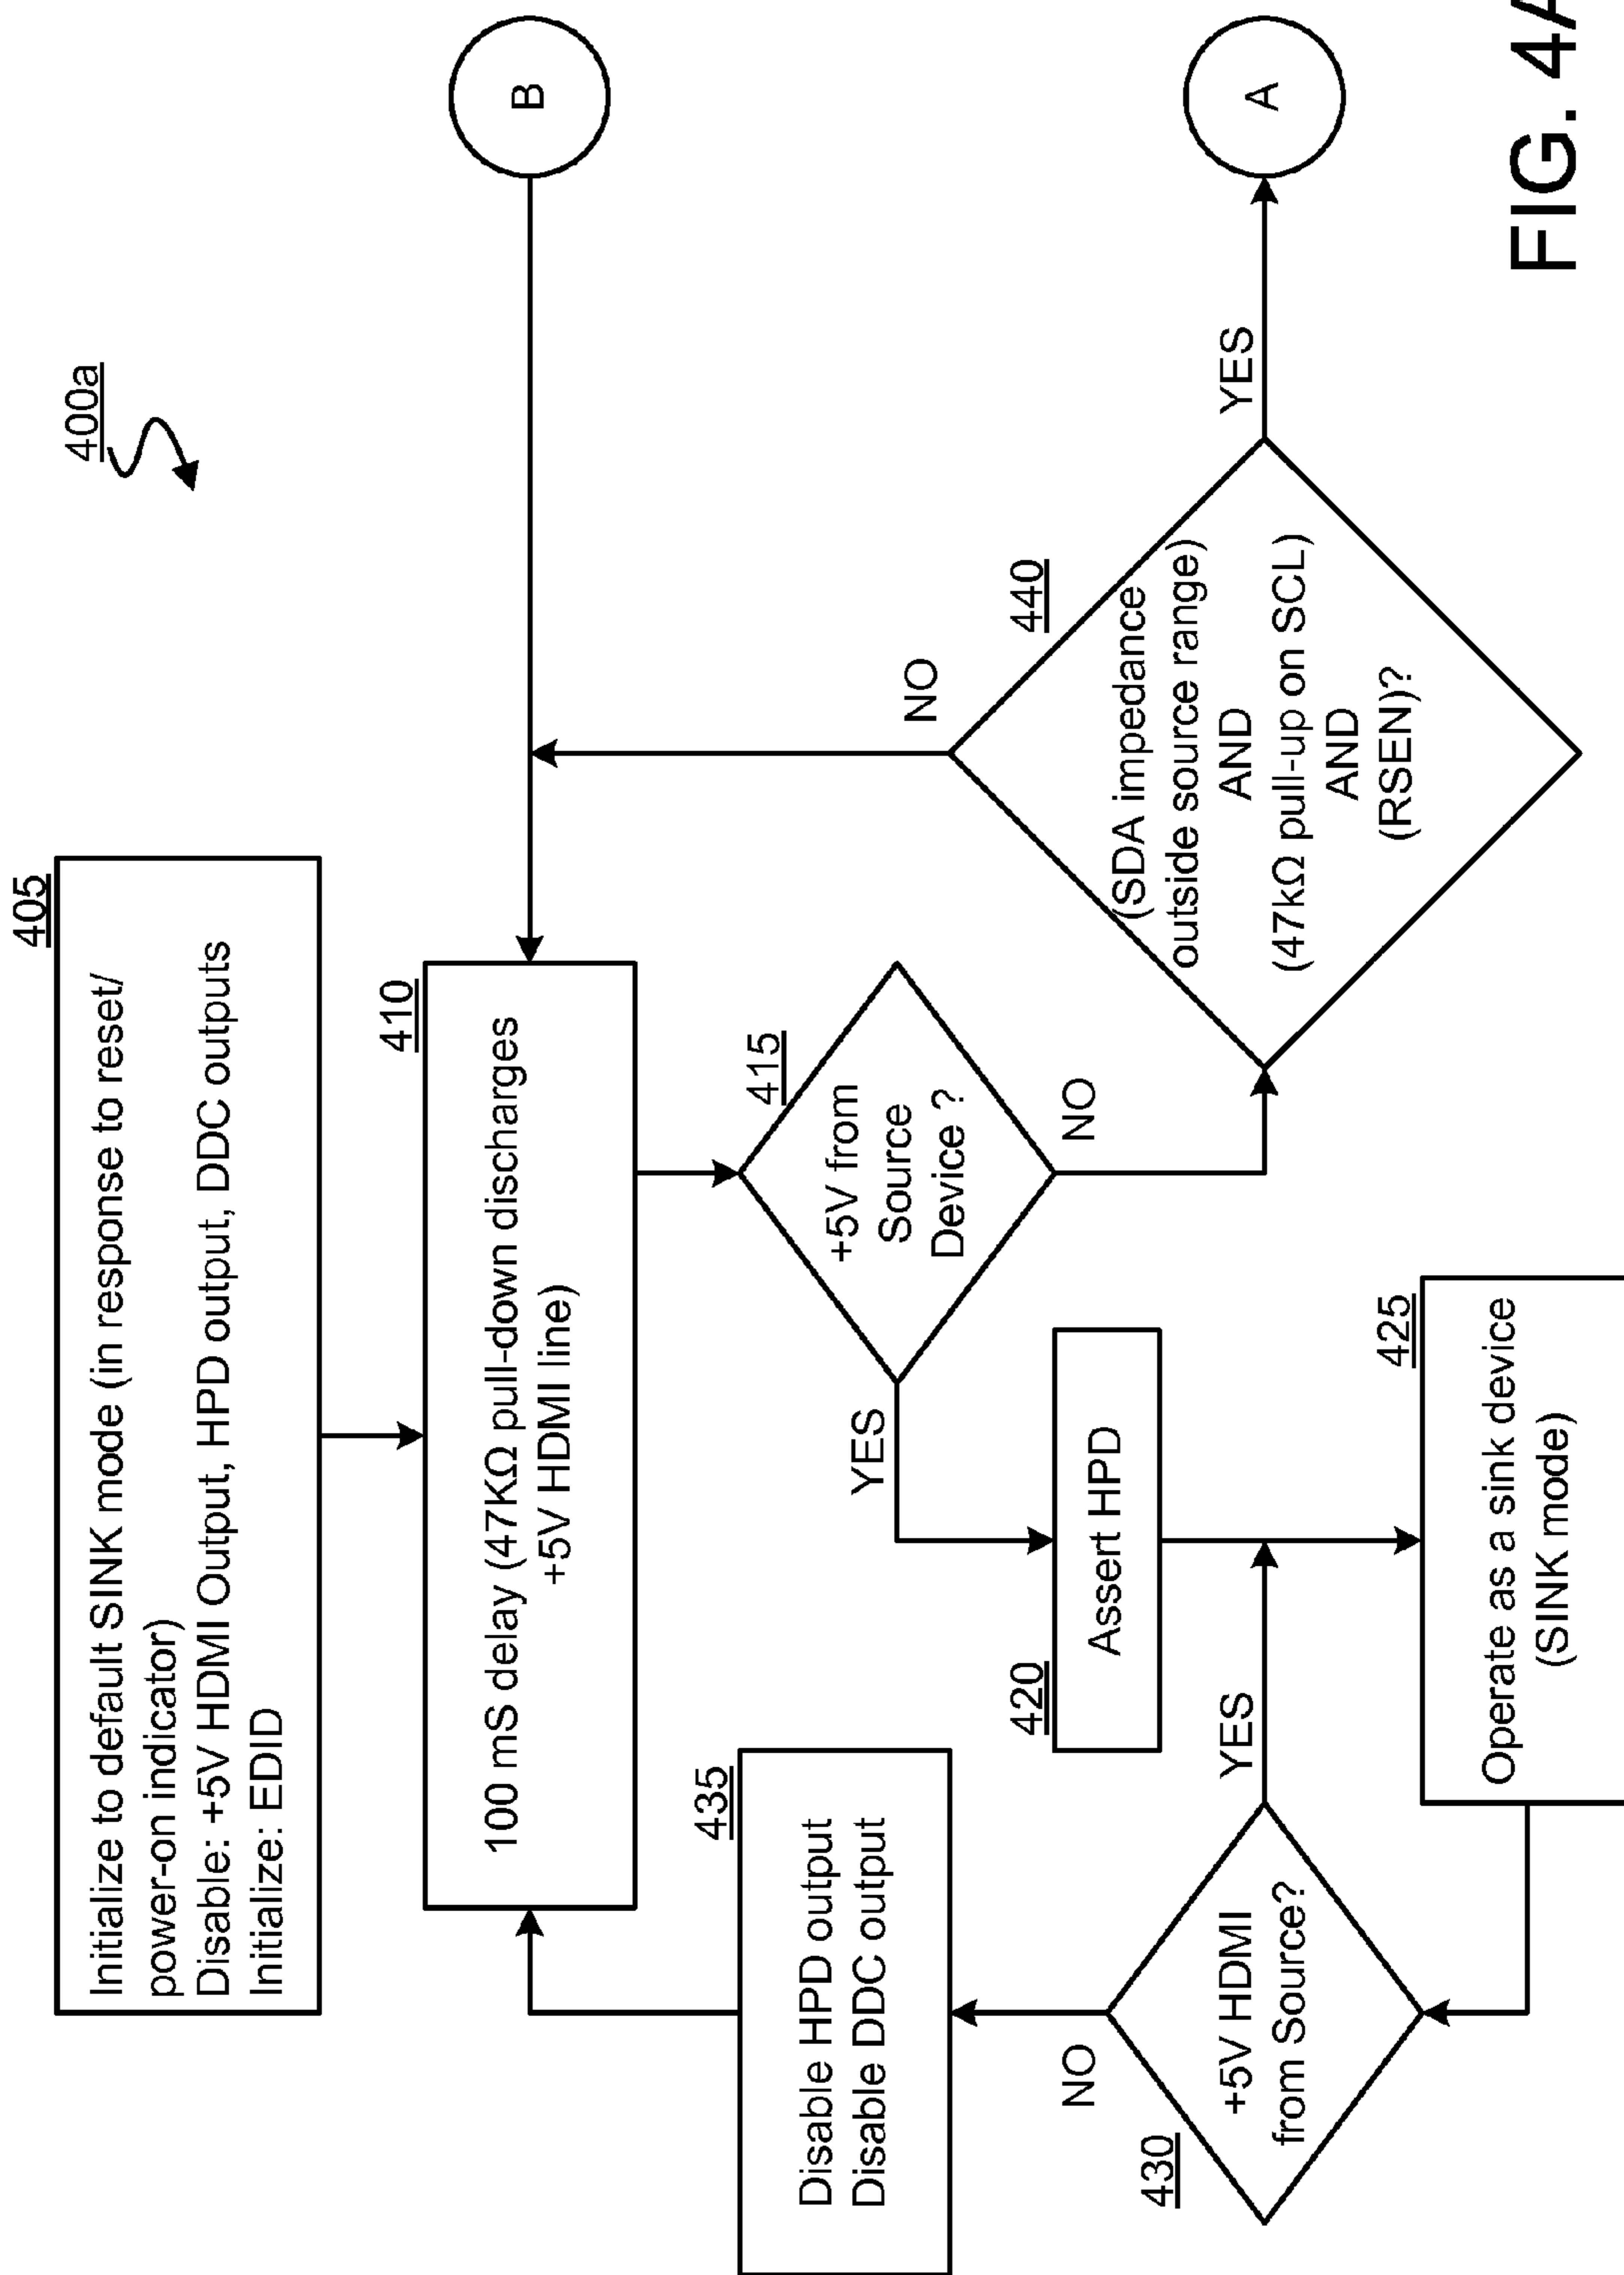 400a
405
Initialize to default SINK mode (in response to reset/
power-on indicator)
Disable: +5V HDMI Output, HPD output, DDC outputs
Initialize: EDID
410
100 mS delay (47KΩ pull-down discharges
+5V HDMI line)
B
415
+5V from
Source
Device ?
YES
NO
420
Assert HPD
425
Operate as a sink device
(SINK mode)
430
+5V HDMI
from Source?
YES
NO
435
Disable HPD output
Disable DDC output
440
(SDA impedance
outside source range)
AND
(47kΩ pull-up on SCL)
AND
(RSEN)?
NO
YES
A
FIG. 4A